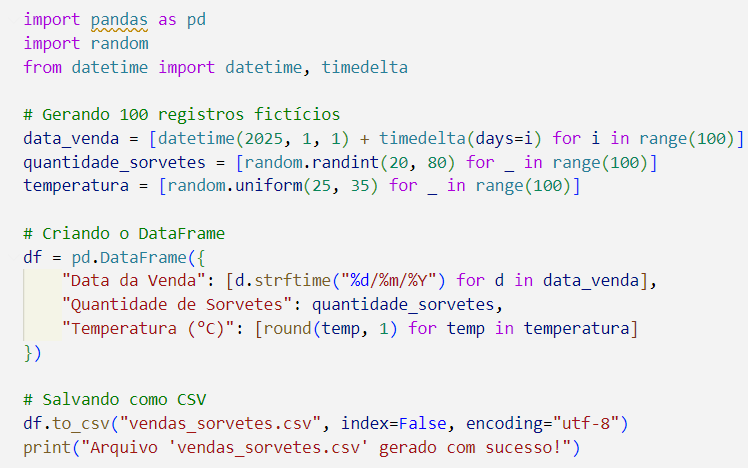 import pandas as pd
import random
from datetime import datetime, timedelta
# Gerando 100 registros fictícios
data_venda = [datetime(2025, 1, 1) + timedelta(days=i) for i in range(100)]
quantidade_sorvetes = [random.randint(20, 80) for _ in range(100)]
temperatura = [random.uniform(25, 35) for _ in range(100)]
# Criando o DataFrame
df = pd.DataFrame({
    "Data da Venda": [d.strftime("%d/%m/%Y") for d in data_venda],
    "Quantidade de Sorvetes": quantidade_sorvetes,
    "Temperatura (ºC)": [round(temp, 1) for temp in temperatura]
})
# Salvando como CSV
df.to_csv("vendas_sorvetes.csv", index=False, encoding="utf-8")
print("Arquivo 'vendas_sorvetes.csv' gerado com sucesso!")